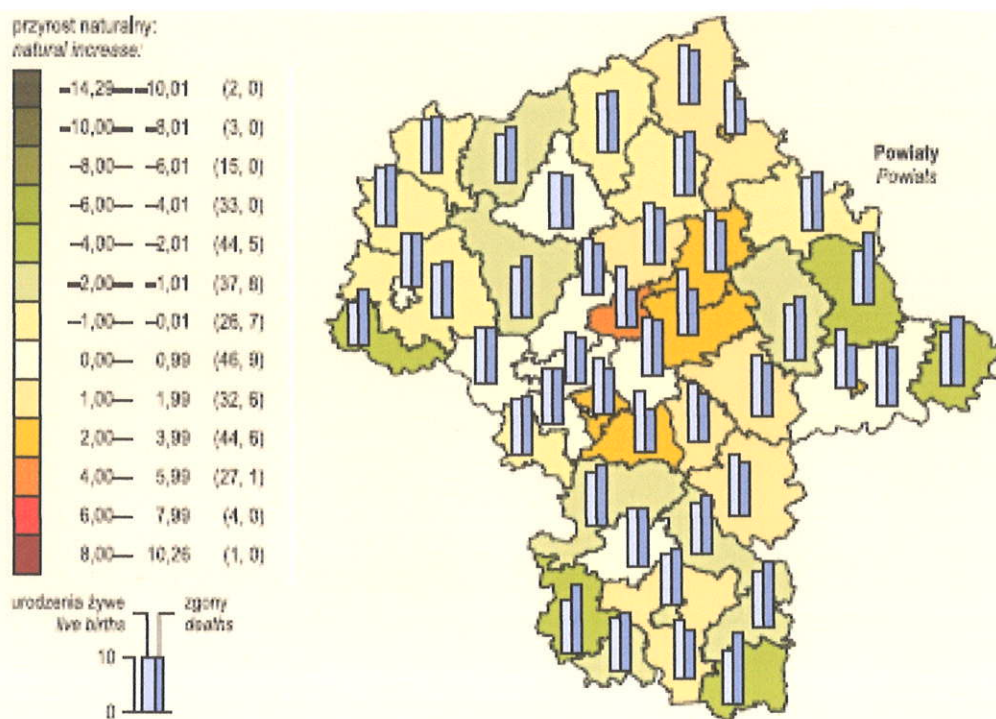 przyrost naturalny:
natural increase:
–14,29— –10,01 (2, 0)
–10,00— –8,01 (3, 0)
–8,00— –6,01 (15, 0)
–6,00— –4,01 (33, 0)
–4,00— –2,01 (44, 5)
–2,00— –1,01 (37, 8)
–1,00— –0,01 (26, 7)
0,00— 0,99 (46, 9)
1,00— 1,99 (32, 6)
2,00— 3,99 (44, 6)
4,00— 5,99 (27, 1)
6,00— 7,99 (4, 0)
8,00— 10,26 (1, 0)
Powiaty
Powiats
urodzenia żywe
live births
zgony
deaths
10
0